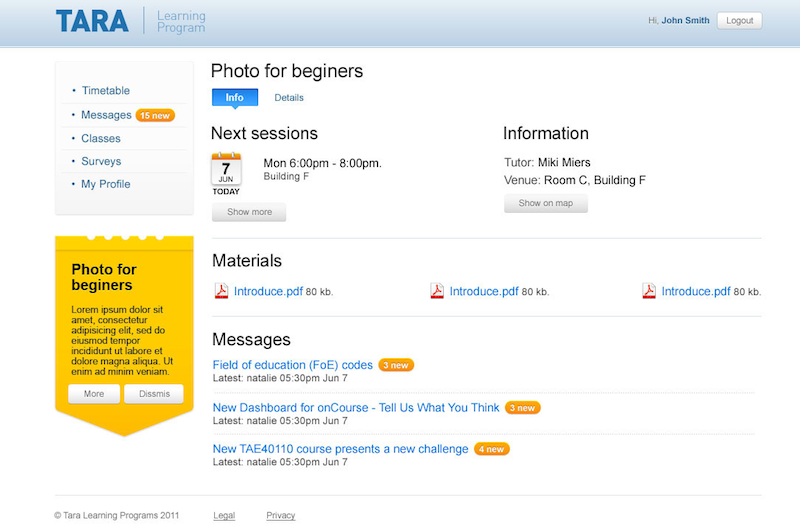 TARA Learning Program
Hi, John Smith Logout
• Timetable
• Messages 15 new
• Classes
• Surveys
• My Profile
Photo for beginers
Lorem ipsum dolor sit
amet, consectetur
adipisicing elit, sed do
eiusmod tempor
incididunt ut labore et
dolore magna aliqua. Ut
enim ad minim veniam.
More Dissmis
Photo for beginers
Info Details
Next sessions
7
JUN
TODAY
Mon 6:00pm - 8:00pm.
Building F
Show more
Information
Tutor: Miki Miers
Venue: Room C, Building F
Show on map
Materials
Introduce.pdf 80 kb. Introduce.pdf 80 kb. Introduce.pdf 80 kb.
Messages
Field of education (FoE) codes 3 new
Latest: natalie 05:30pm Jun 7
New Dashboard for onCourse - Tell Us What You Think 3 new
Latest: natalie 05:30pm Jun 7
New TAE40110 course presents a new challenge 4 new
Latest: natalie 05:30pm Jun 7
© Tara Learning Programs 2011 Legal Privacy